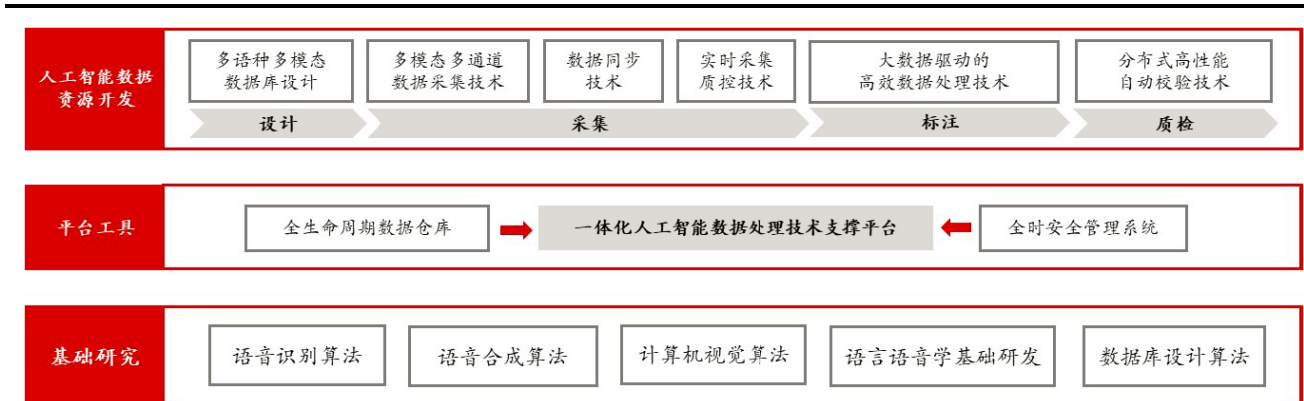 人工智能数据
资源开发
多语种多模态
数据库设计
多模态多通道
数据采集技术
数据同步
技术
实时采集
质控技术
大数据驱动的
高效数据处理技术
分布式高性能
自动校验技术
设计
采集
标注
质检
平台工具
全生命周期数据仓库
一体化人工智能数据处理技术支撑平台
全时安全管理系统
基础研究
语音识别算法
语音合成算法
计算机视觉算法
语言语音学基础研发
数据库设计算法